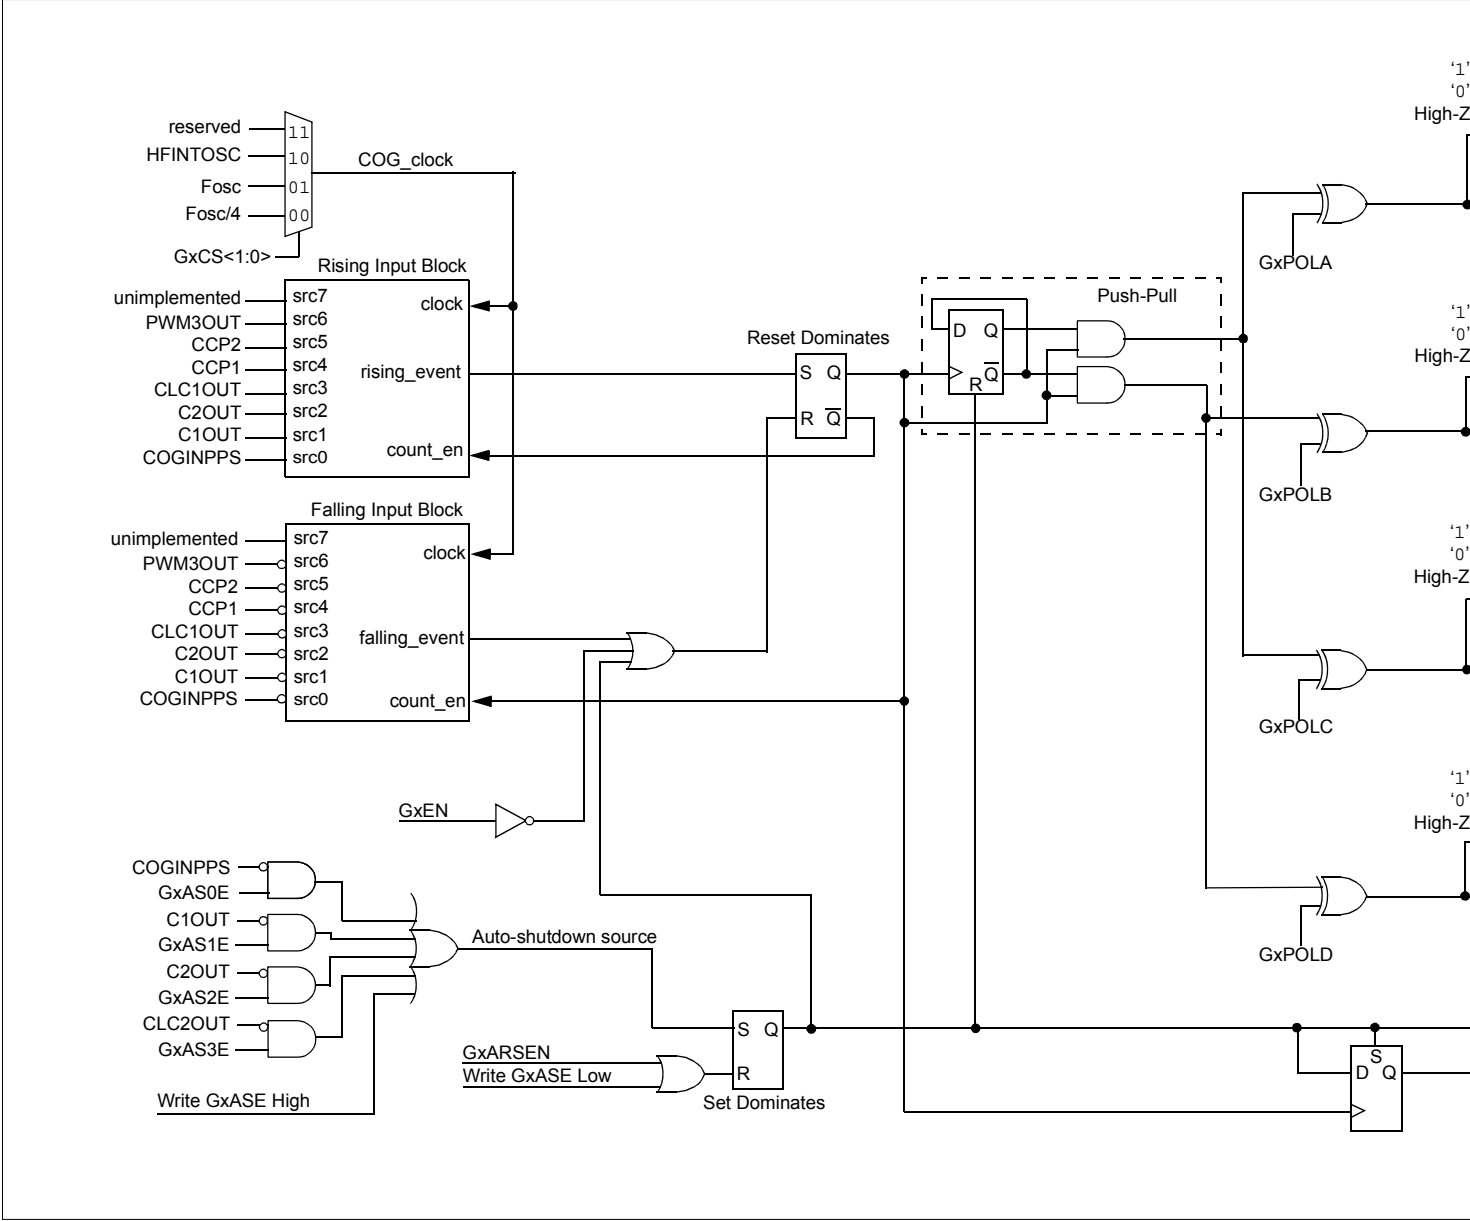 reserved
HFINTOSC
Fosc
Fosc/4
11
10
01
00
GxCS<1:0>
COG_clock
Rising Input Block
unimplemented
PWM3OUT
CCP2
CCP1
CLC1OUT
C2OUT
C1OUT
COGINPPS
src7
src6
src5
src4
src3
src2
src1
src0
clock
rising_event
count_en
Falling Input Block
unimplemented
PWM3OUT
CCP2
CCP1
CLC1OUT
C2OUT
C1OUT
COGINPPS
src7
src6
src5
src4
src3
src2
src1
src0
clock
falling_event
count_en
Reset Dominates
S Q
R Q
Push-Pull
D Q
R Q
GxEN
COGINPPS
GxAS0E
C1OUT
GxAS1E
C2OUT
GxAS2E
CLC2OUT
GxAS3E
Write GxASE High
Auto-shutdown source
GxARSEN
Write GxASE Low
S Q
R
Set Dominates
‘1’
‘0’
High-Z
GxPOLA
‘1’
‘0’
High-Z
GxPOLB
‘1’
‘0’
High-Z
GxPOLC
‘1’
‘0’
High-Z
GxPOLD
S
D Q